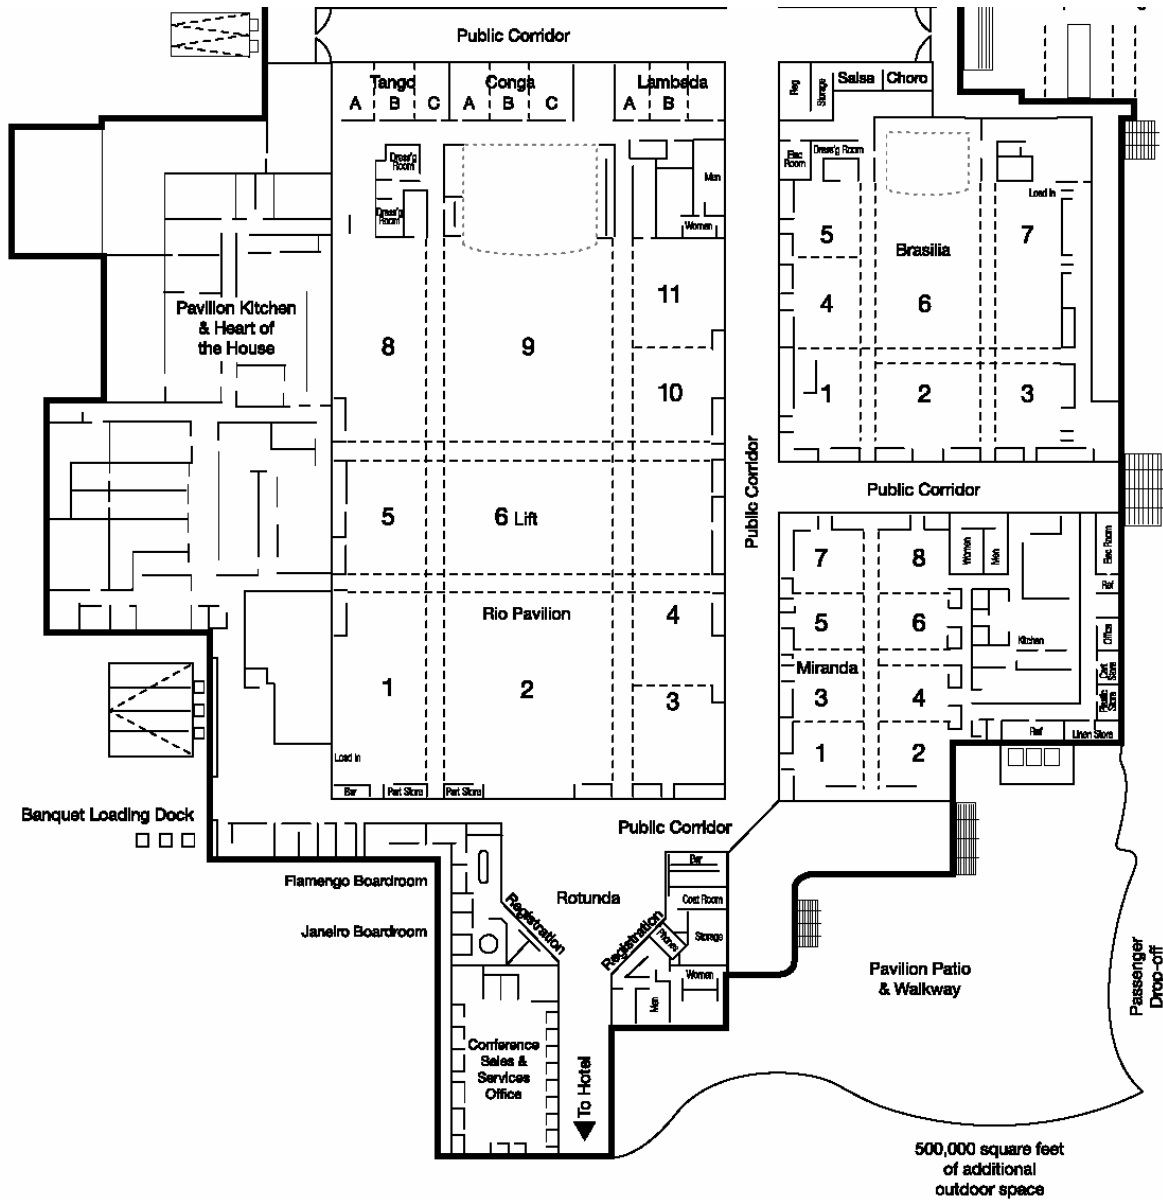 Public Corridor
Tango
A B C
Conga
A B C
Lambada
A B
Reg
Storage
Salsa
Choro
Dress'g
Room
Dress'g
Room
Men
Women
Elec
Room
Dress'g Room
Load In
5
Brasilia
7
4
6
1
2
3
Pavilion Kitchen
& Heart of
the House
8
9
11
10
5
6 Lift
Rio Pavilion
4
1
2
3
Load In
Bar
Part Store
Part Store
Public Corridor
Public Corridor
7
8
5
6
Miranda
3
4
1
2
Women
Men
Kitchen
Elec Room
Ref
Office
Cart
Store
Plastic
Store
Ref
Linen Store
Banquet Loading Dock
Public Corridor
Flamengo Boardroom
Janeiro Boardroom
Rotunda
Registration
Registration
Bar
Coat Room
Phones
Storage
Women
Men
Conference
Sales &
Services
Office
To Hotel
Pavilion Patio
& Walkway
Passenger
Drop-off
500,000 square feet
of additional
outdoor space